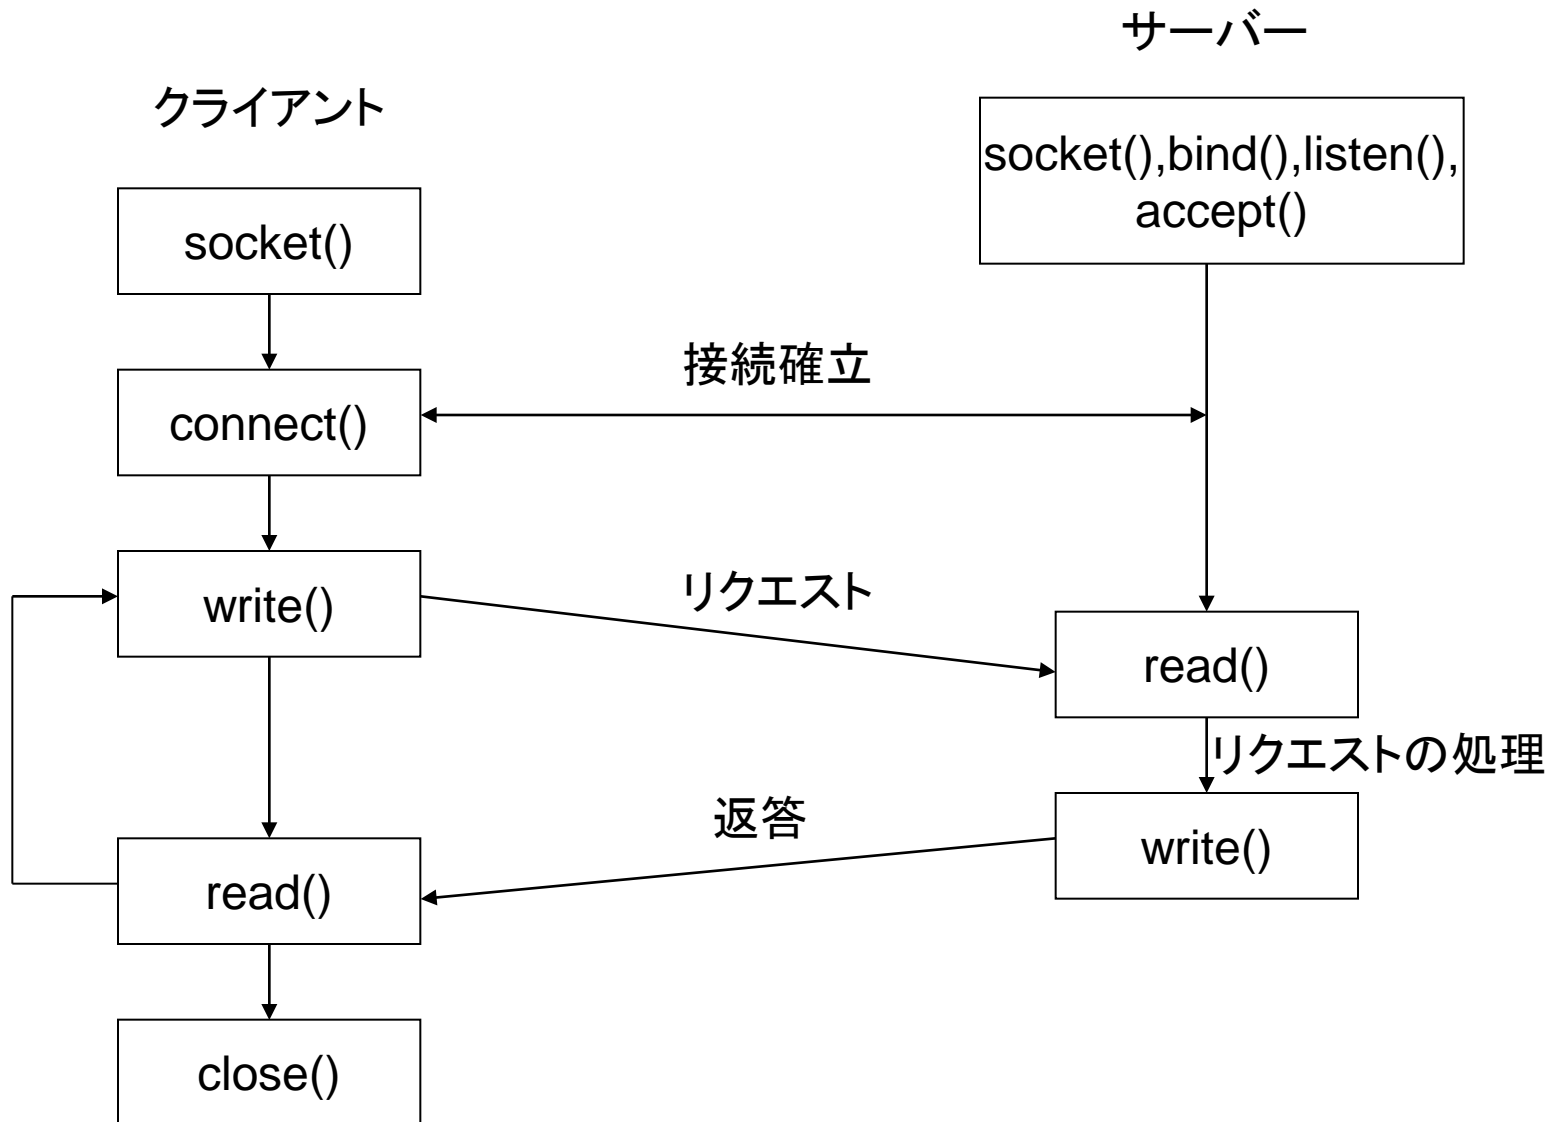 サーバー
クライアント
socket(),bind(),listen(),
accept()
socket()
接続確立
connect()
リクエスト
write()
read()
リクエストの処理
返答
write()
read()
close()